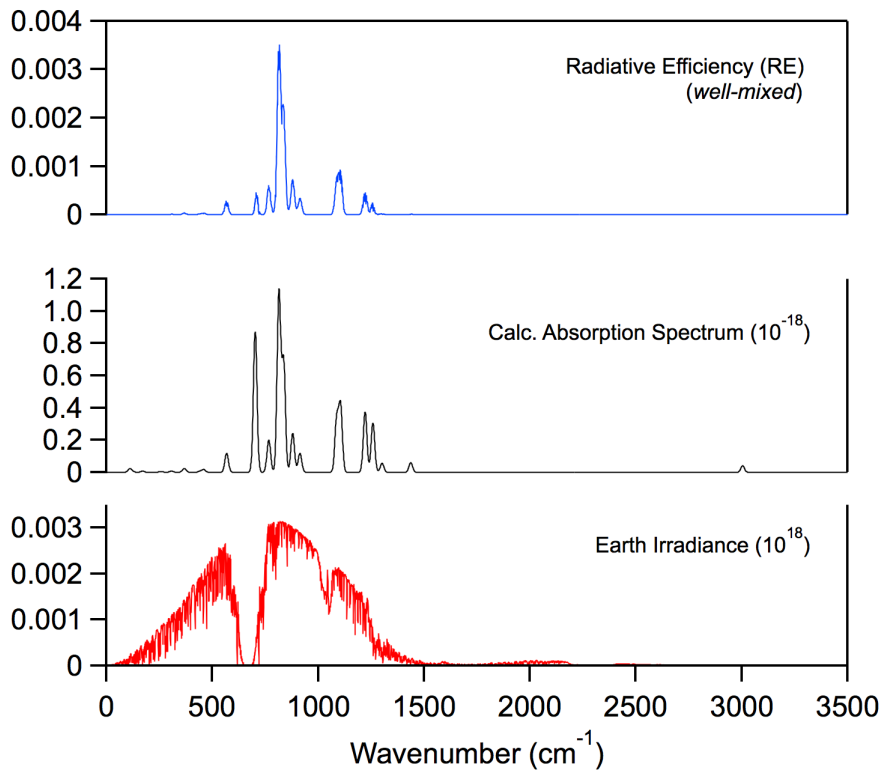 0.004
0.003
0.002
0.001
0
Radiative Efficiency (RE)
(well-mixed)
1.2
1.0
0.8
0.6
0.4
0.2
0
Calc. Absorption Spectrum (10⁻¹⁸)
0.003
0.002
0.001
0
Earth Irradiance (10¹⁸)
0 500 1000 1500 2000 2500 3000 3500
Wavenumber (cm⁻¹)